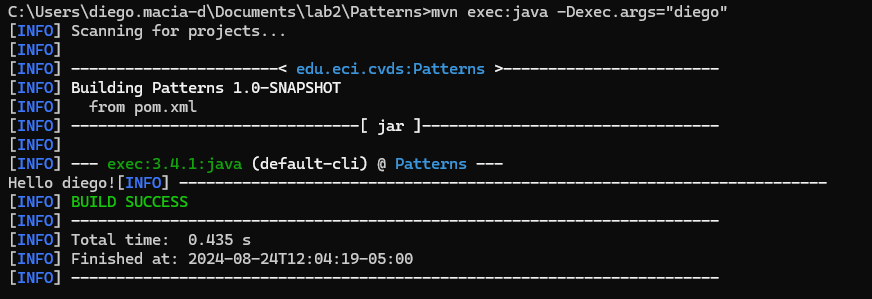 C:\Users\diego.macia-d\Documents\lab2\Patterns>mvn exec:java -Dexec.args="diego"
[INFO] Scanning for projects...
[INFO]
[INFO] -----------------------< edu.eci.cvds:Patterns >------------------------
[INFO] Building Patterns 1.0-SNAPSHOT
[INFO]   from pom.xml
[INFO] --------------------------------[ jar ]---------------------------------
[INFO]
[INFO] --- exec:3.4.1:java (default-cli) @ Patterns ---
Hello diego![INFO] ------------------------------------------------------------------------
[INFO] BUILD SUCCESS
[INFO] ------------------------------------------------------------------------
[INFO] Total time:  0.435 s
[INFO] Finished at: 2024-08-24T12:04:19-05:00
[INFO] ------------------------------------------------------------------------